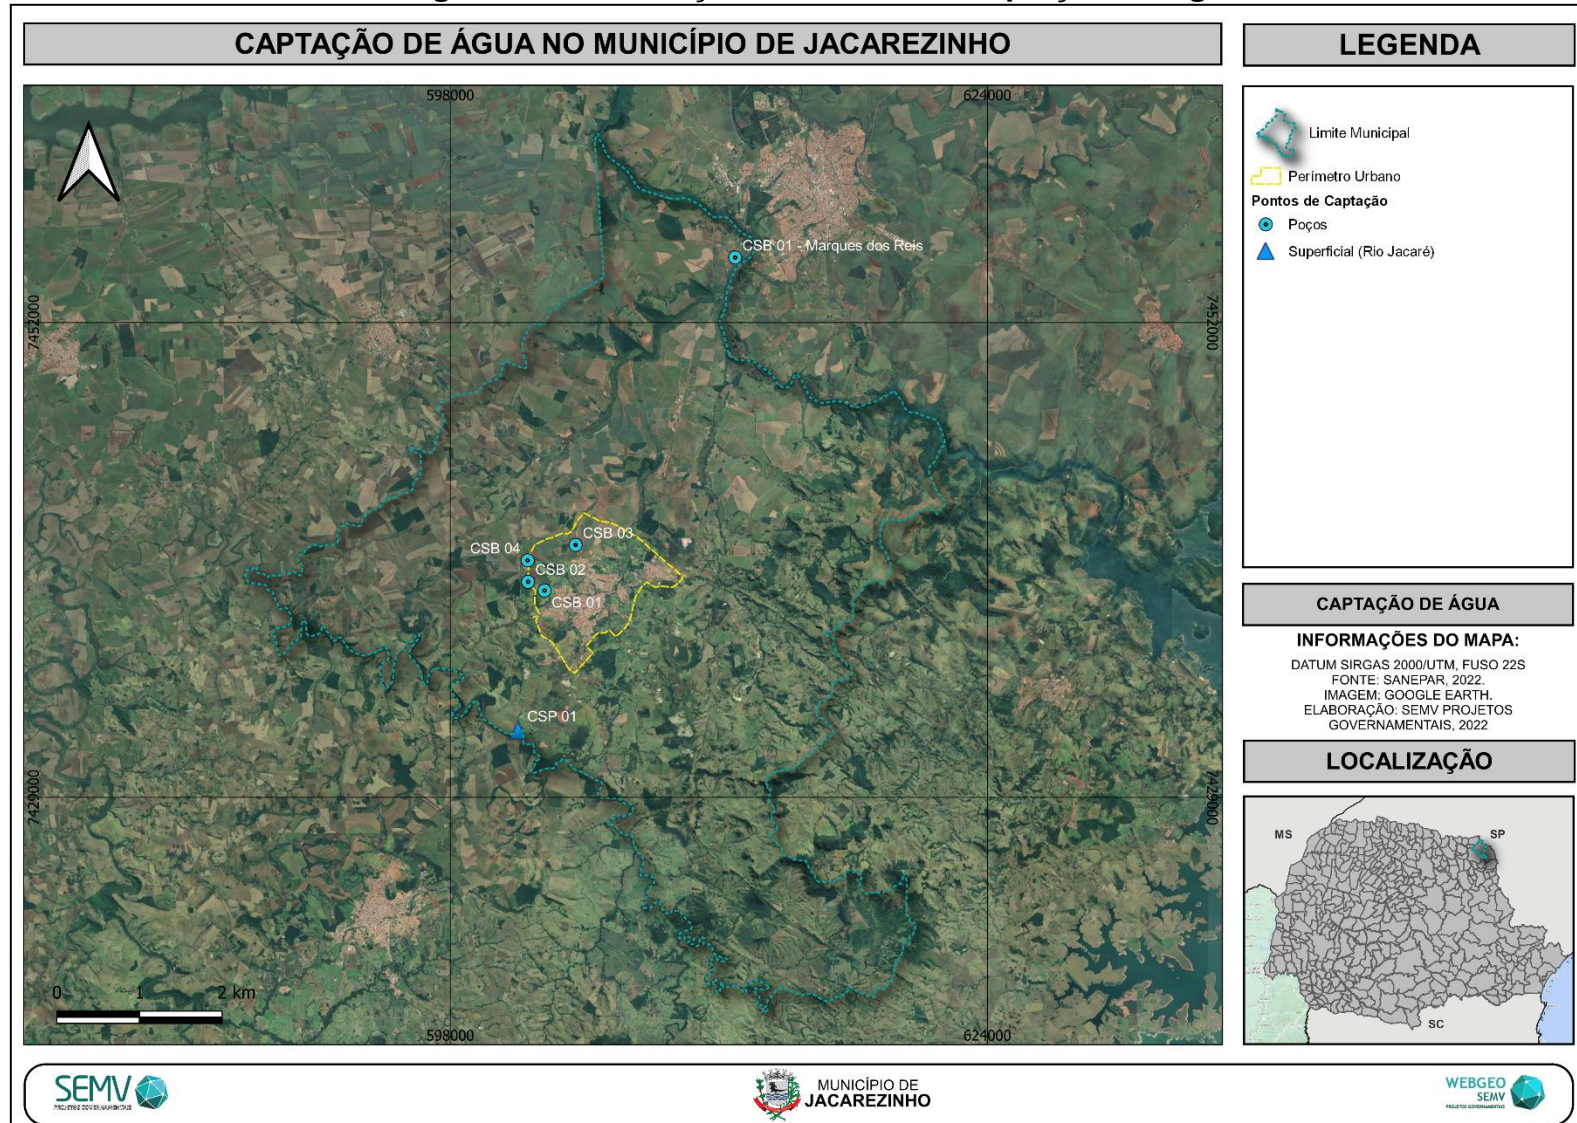 CAPTAÇÃO DE ÁGUA NO MUNICÍPIO DE JACAREZINHO
LEGENDA
598000
624000
Limite Municipal
Perímetro Urbano
Pontos de Captação
Poços
Superficial (Rio Jacaré)
CSB 01 - Marques dos Reis
7452000
7452000
CSB 03
CSB 04
CSB 02
CSB 01
CSP 01
7429000
7429000
0 1 2 km
598000
624000
CAPTAÇÃO DE ÁGUA
INFORMAÇÕES DO MAPA:
DATUM SIRGAS 2000/UTM, FUSO 22S
FONTE: SANEPAR, 2022.
IMAGEM: GOOGLE EARTH.
ELABORAÇÃO: SEMV PROJETOS
GOVERNAMENTAIS, 2022
LOCALIZAÇÃO
MS
SP
SC
SEMV
PROJETOS GOVERNAMENTAIS
MUNICÍPIO DE
JACAREZINHO
WEBGEO
SEMV
PROJETOS GOVERNAMENTAIS